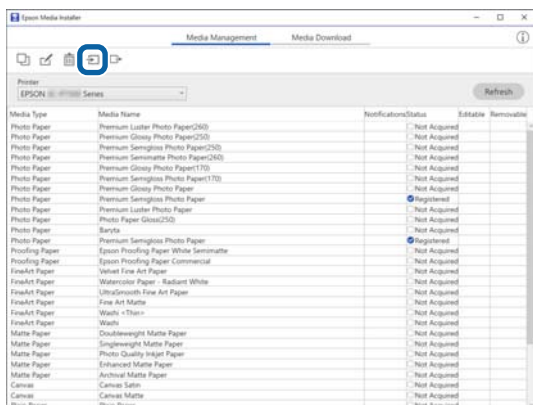 Epson Media Installer
Media Management Media Download
Printer
EPSON Series
Refresh
Media Type Media Name Notifications Status Editable Removable
Photo Paper Premium Luster Photo Paper(260) Not Acquired
Photo Paper Premium Glossy Photo Paper(250) Not Acquired
Photo Paper Premium Semigloss Photo Paper(250) Not Acquired
Photo Paper Premium Semimatte Photo Paper(260) Not Acquired
Photo Paper Premium Glossy Photo Paper(170) Not Acquired
Photo Paper Premium Semigloss Photo Paper(170) Not Acquired
Photo Paper Premium Glossy Photo Paper Not Acquired
Photo Paper Premium Semigloss Photo Paper Registered
Photo Paper Premium Luster Photo Paper Not Acquired
Photo Paper Photo Paper Gloss(250) Not Acquired
Photo Paper Baryta Not Acquired
Photo Paper Premium Semigloss Photo Paper Registered
Proofing Paper Epson Proofing Paper White Semimatte Not Acquired
Proofing Paper Epson Proofing Paper Commercial Not Acquired
FineArt Paper Velvet Fine Art Paper Not Acquired
FineArt Paper Watercolor Paper - Radiant White Not Acquired
FineArt Paper UltraSmooth Fine Art Paper Not Acquired
FineArt Paper Fine Art Matte Not Acquired
FineArt Paper Washi <Thin> Not Acquired
FineArt Paper Washi Not Acquired
Matte Paper Doubleweight Matte Paper Not Acquired
Matte Paper Singleweight Matte Paper Not Acquired
Matte Paper Photo Quality Inkjet Paper Not Acquired
Matte Paper Enhanced Matte Paper Not Acquired
Matte Paper Archival Matte Paper Not Acquired
Canvas Canvas Satin Not Acquired
Canvas Canvas Matte Not Acquired